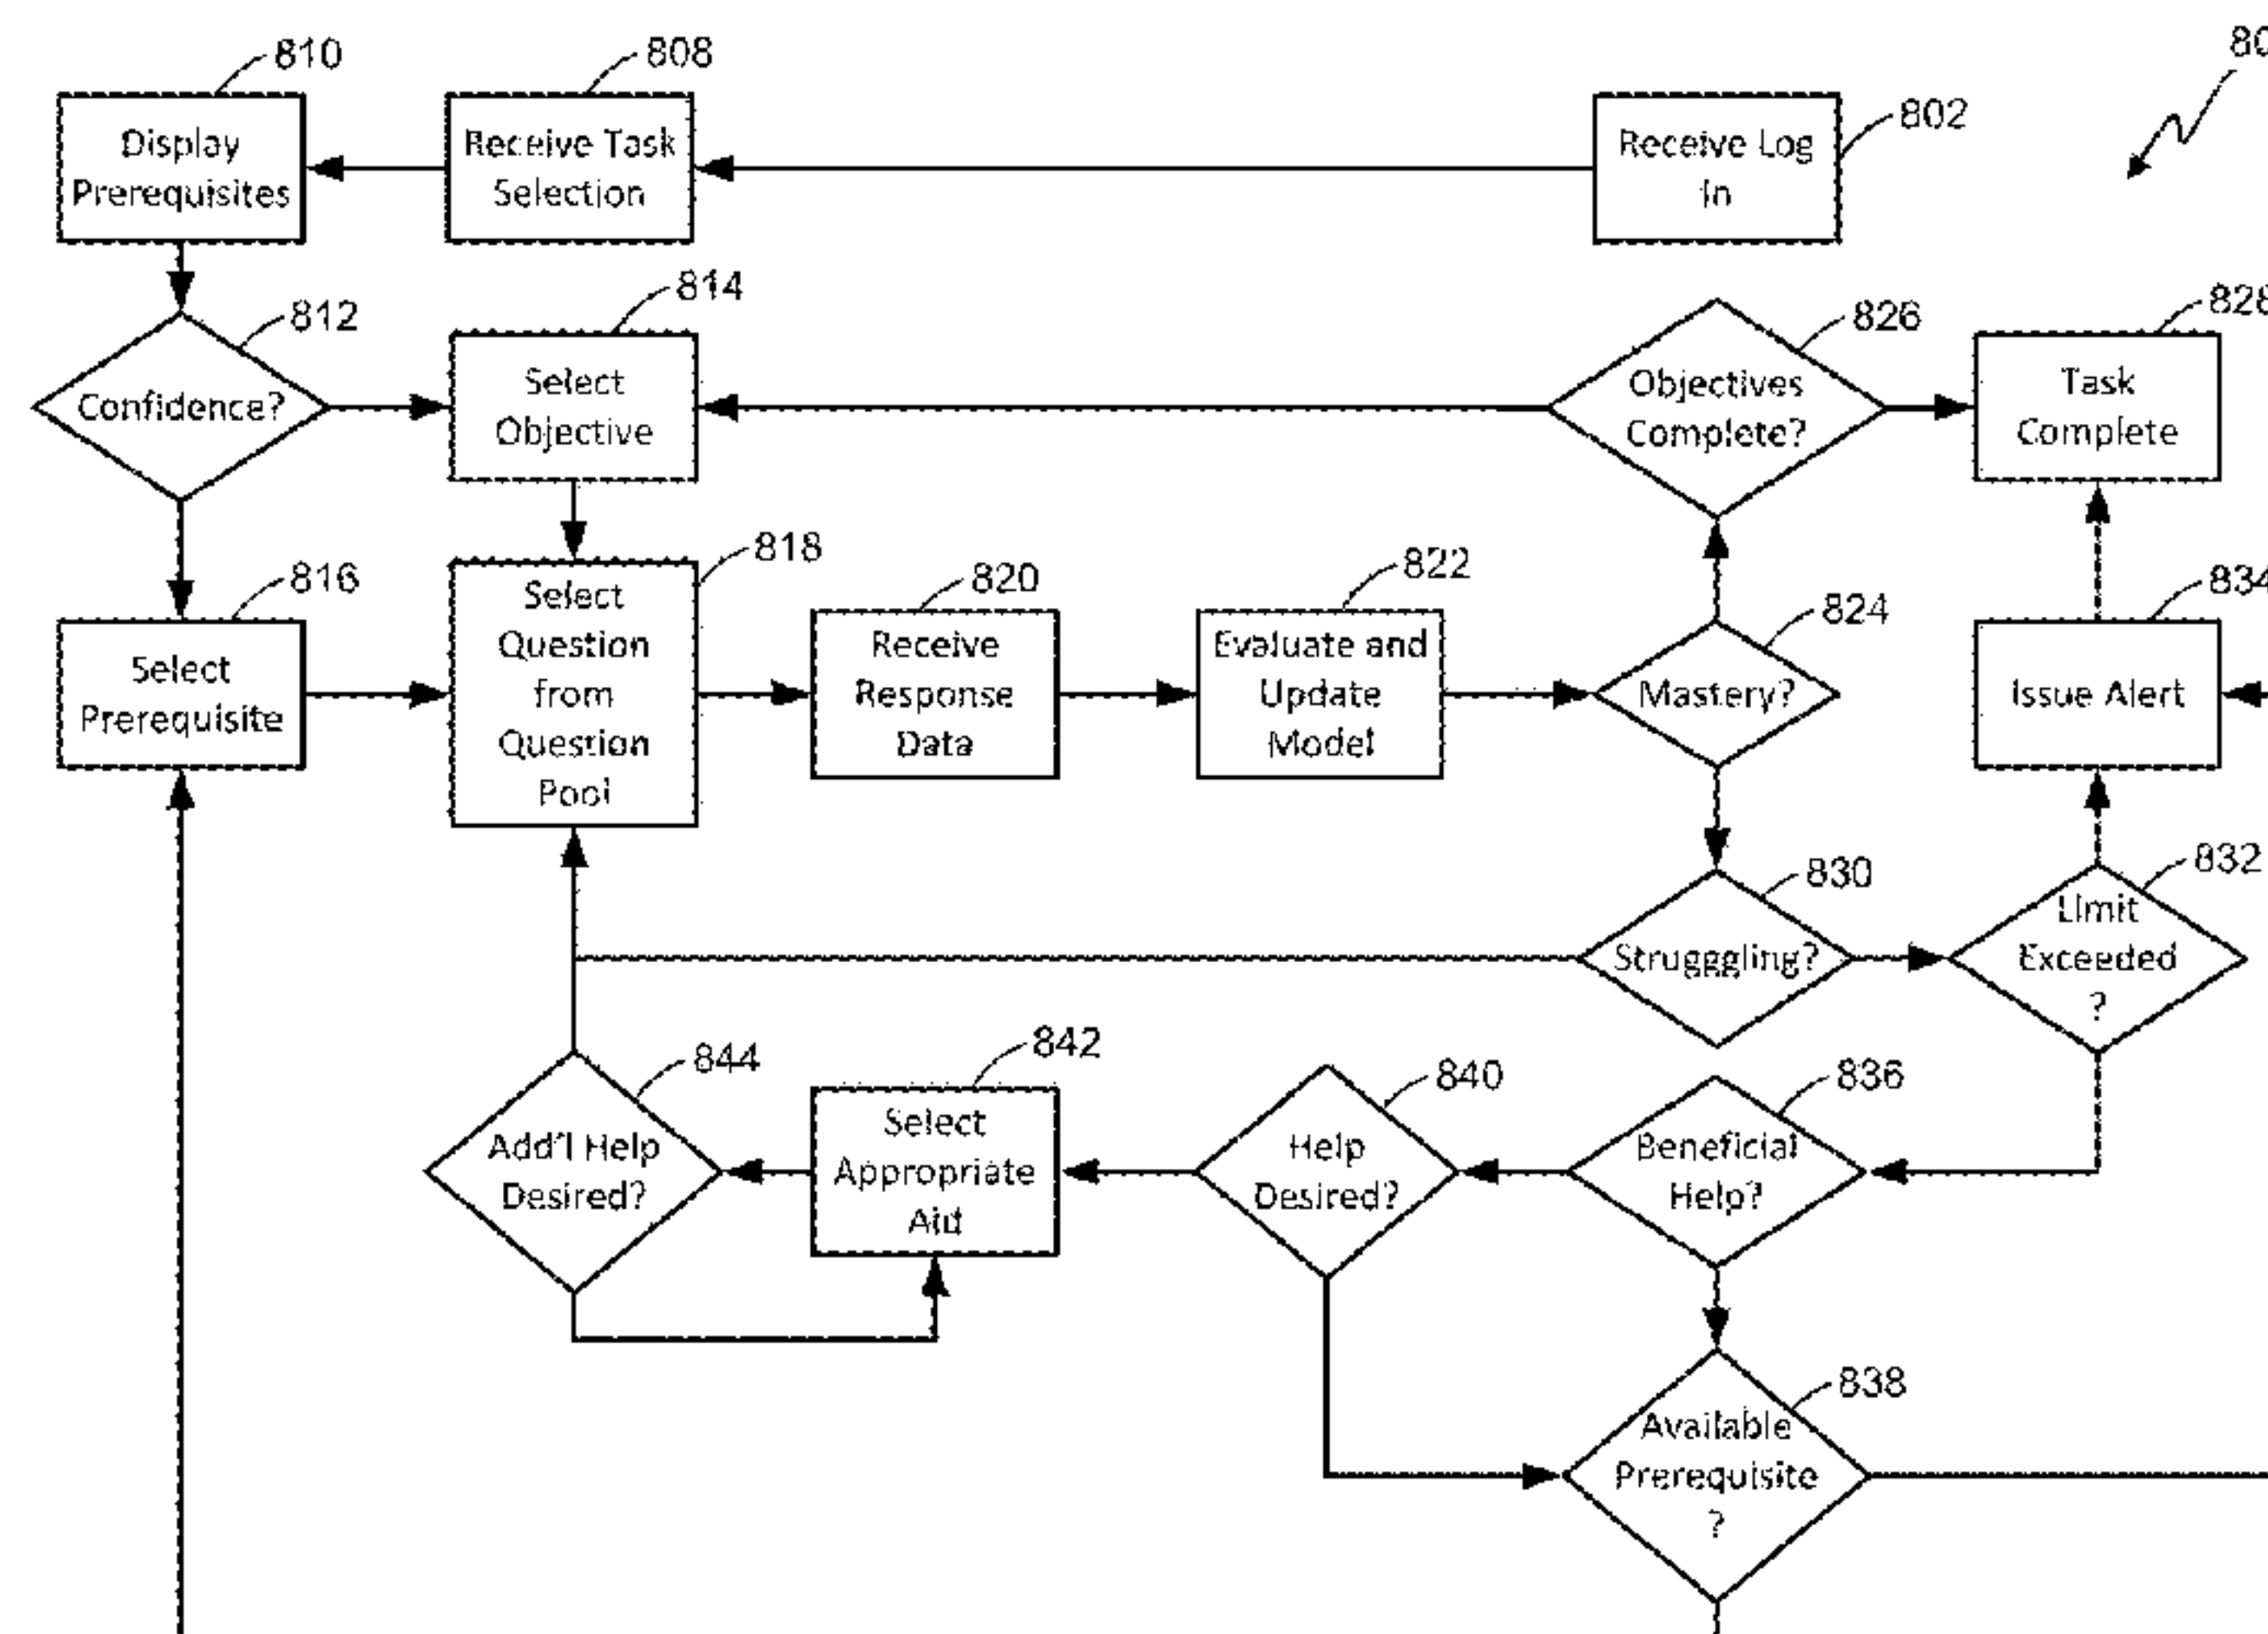 810
808
802
80
Display
Prerequisites
Receive Task
Selection
Receive Log
In
812
814
826
828
Confidence?
Select
Objective
Objectives
Complete?
Task
Complete
816
818
820
822
824
834
Select
Prerequisite
Select
Question
from
Question
Pool
Receive
Response
Data
Evaluate and
Update
Model
Mastery?
Issue Alert
830
832
Strugggling?
Limit
Exceeded
?
844
842
840
836
Add'l Help
Desired?
Select
Appropriate
Aid
Help
Desired?
Beneficial
Help?
838
Available
Prerequisite
?